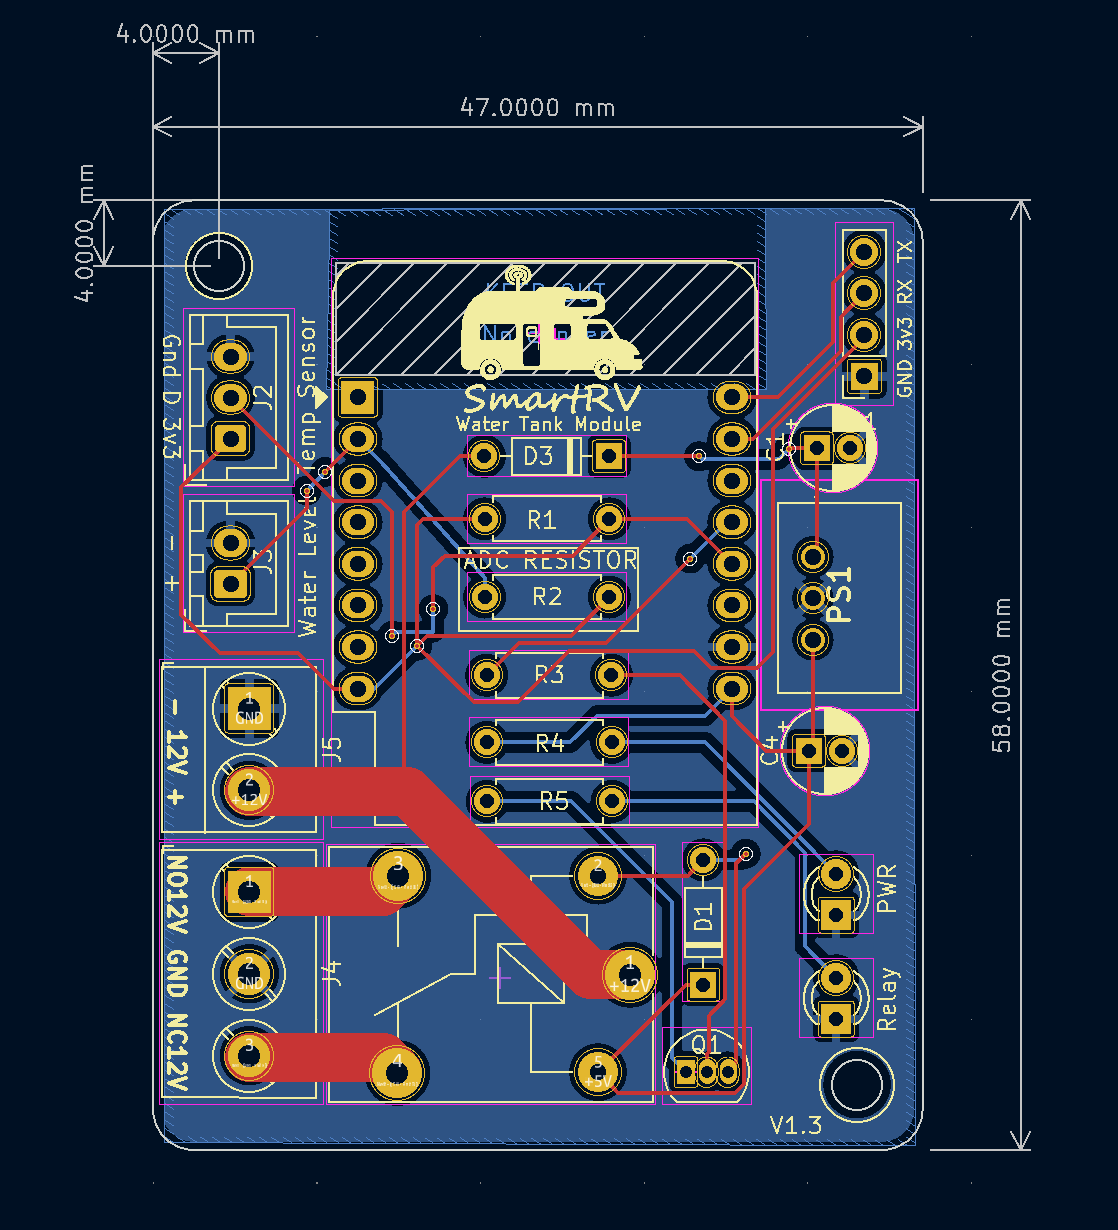 4.0000 mm
47.0000 mm
4.0000 mm
KEEP-OUT
SmartRV
Water Tank Module
GND 3v3 RX TX
Gnd D 3v3
J2
Temp Sensor
D3
+
R1
ADC RESISTOR
R2
PS1
- +
J3
Water Level
R3
R4
R5
C4
+
58.0000 mm
- 12V +
J5
1
GND
2
+12V
NO12V GND NC12V
J4
1
2
GND
3
3
2
1
+12V
4
5
+5V
D1
Q1
PWR
Relay
V1.3